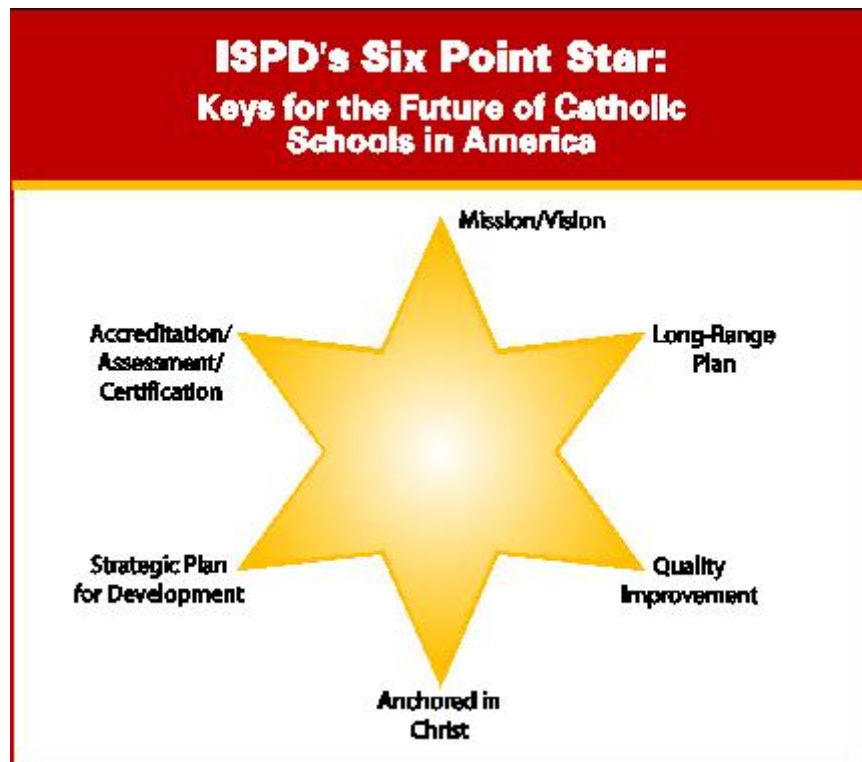 ISPD's Six Point Star:
Keys for the Future of Catholic
Schools in America
Mission/Vision
Long-Range
Plan
Quality
Improvement
Anchored in
Christ
Strategic Plan
for Development
Accreditation/
Assessment/
Certification